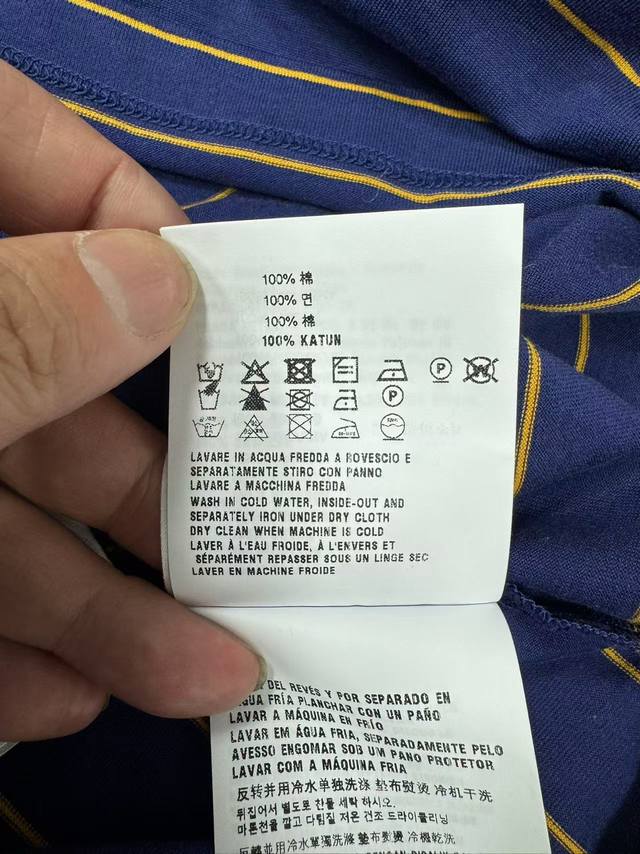 100% 棉
100% 면
100% 棉
100% KATUN
P W
P
LAVARE IN ACQUA FREDDA A ROVESCIO E
SEPARATAMENTE STIRO CON PANNO
LAVARE A MACCHINA FREDDA
WASH IN COLD WATER, INSIDE-OUT AND
SEPARATELY IRON UNDER DRY CLOTH
DRY CLEAN WHEN MACHINE IS COLD
LAVER À L'EAU FROIDE, À L'ENVERS ET
SÉPARÉMENT REPASSER SOUS UN LINGE SEC
LAVER EN MACHINE FROIDE
DEL REVÉS Y POR SEPARADO EN
AGUA FRÍA PLANCHAR CON UN PAÑO
LAVAR A MÁQUINA EN FRÍO
LAVAR EM ÁGUA FRIA, SEPARADAMENTE PELO
AVESSO ENGOMAR SOB UM PANO PROTETOR
LAVAR COM A MÁQUINA FRIA
反转并用冷水单独洗涤 垫布熨烫 冷机干洗
뒤집어서 별도로 찬물 세탁 하시오.
마른천을 깔고 다림질 저온 건조 드라이클리닝
反轉並用冷水單獨洗滌 墊布熨燙 冷機乾洗